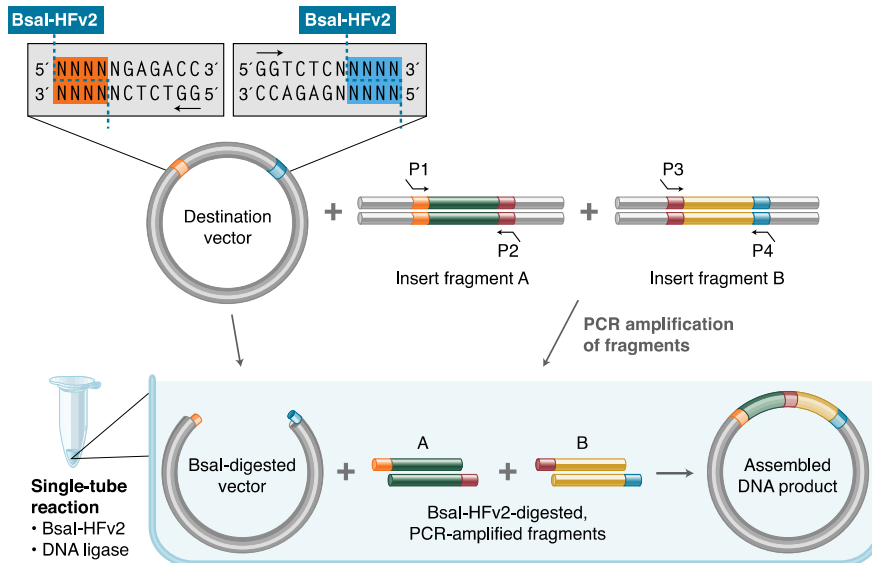 BsaI-HFv2
BsaI-HFv2
5´ NNNNNGAGACC 3´
3´ NNNNNCTCTGG 5´
5´ GGTCTCNNNNN 3´
3´ CCAGAGNNNNN 5´
Destination
vector
+
P1
P2
Insert fragment A
+
P3
P4
Insert fragment B
PCR amplification
of fragments
Single-tube
reaction
• BsaI-HFv2
• DNA ligase
BsaI-digested
vector
+
A
+
B
BsaI-HFv2-digested,
PCR-amplified fragments
Assembled
DNA product